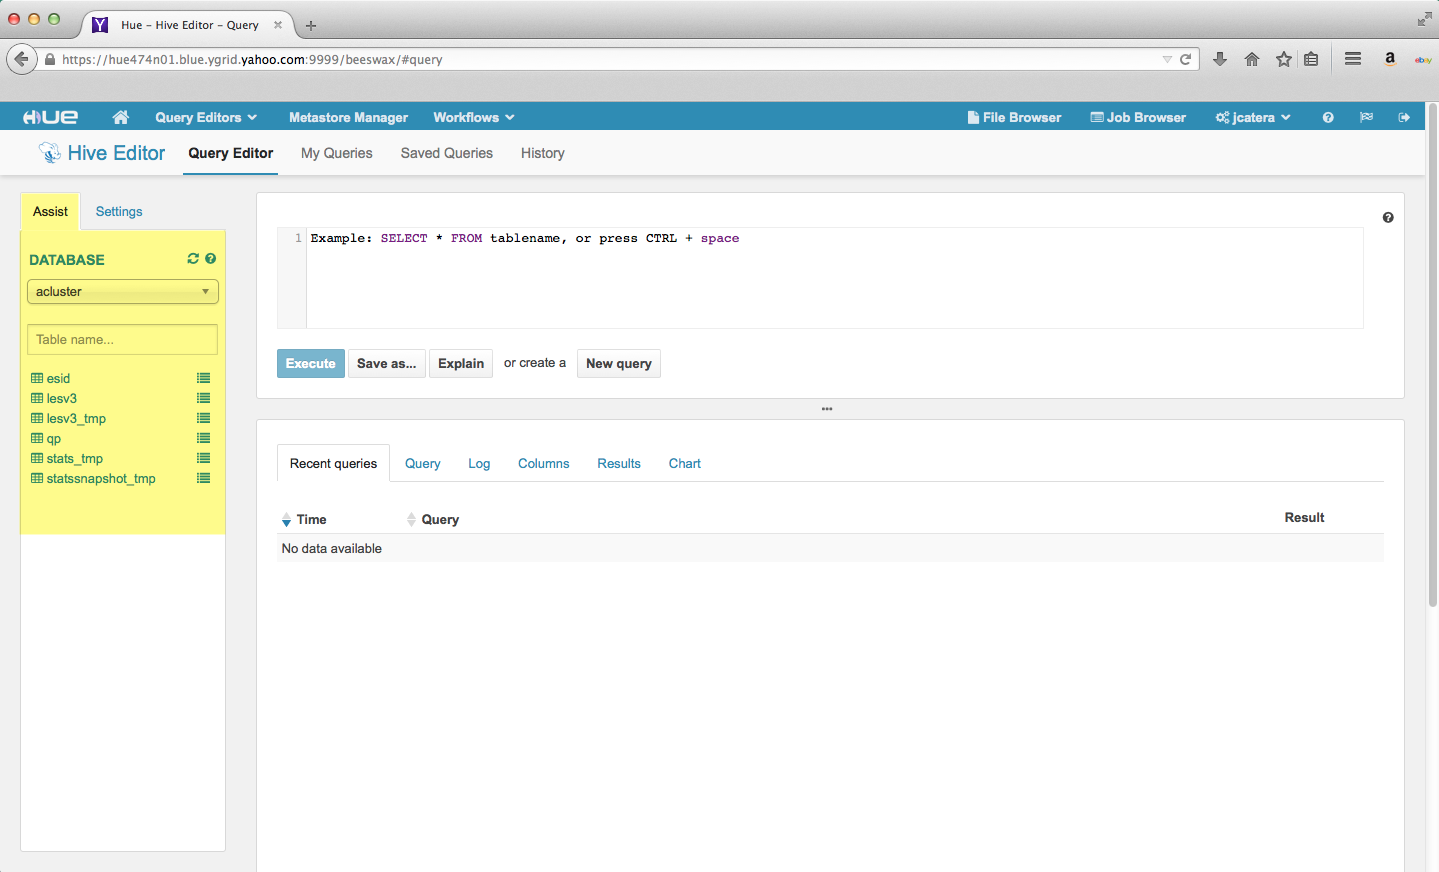 Hue – Hive Editor – Query
https://hue474n01.blue.ygrid.yahoo.com:9999/beeswax/#query
a
ebay
HUE
Query Editors
Metastore Manager
Workflows
File Browser
Job Browser
jcatera
Hive Editor
Query Editor
My Queries
Saved Queries
History
Assist
Settings
DATABASE
acluster
Table name...
esid
lesv3
lesv3_tmp
qp
stats_tmp
statssnapshot_tmp
1 Example: SELECT * FROM tablename, or press CTRL + space
Execute
Save as...
Explain
or create a
New query
Recent queries
Query
Log
Columns
Results
Chart
Time
Query
Result
No data available